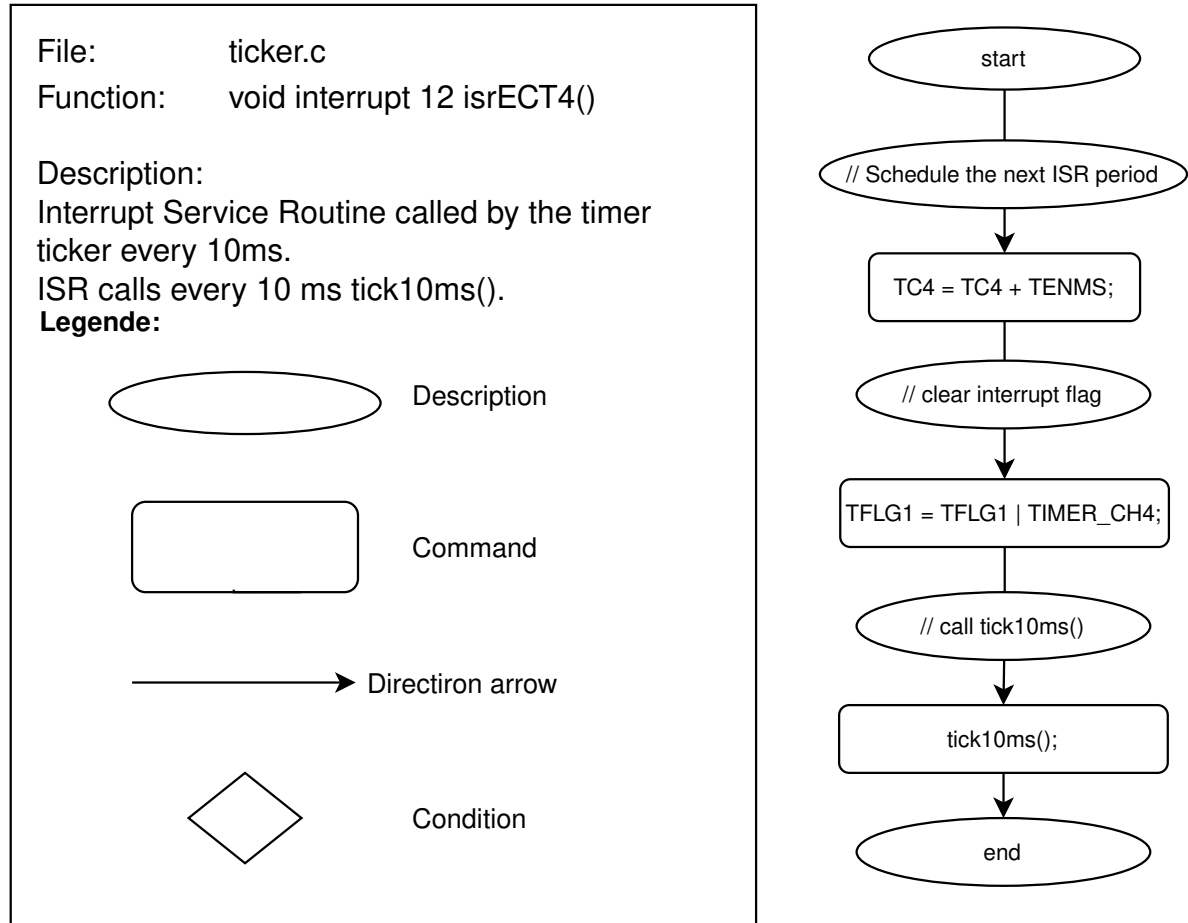 File: ticker.c
Function: void interrupt 12 isrECT4()
Description:
Interrupt Service Routine called by the timer
ticker every 10ms.
ISR calls every 10 ms tick10ms().
Legende:
Description
Command
Directiron arrow
Condition
start
// Schedule the next ISR period
TC4 = TC4 + TENMS;
// clear interrupt flag
TFLG1 = TFLG1 | TIMER_CH4;
// call tick10ms()
tick10ms();
end